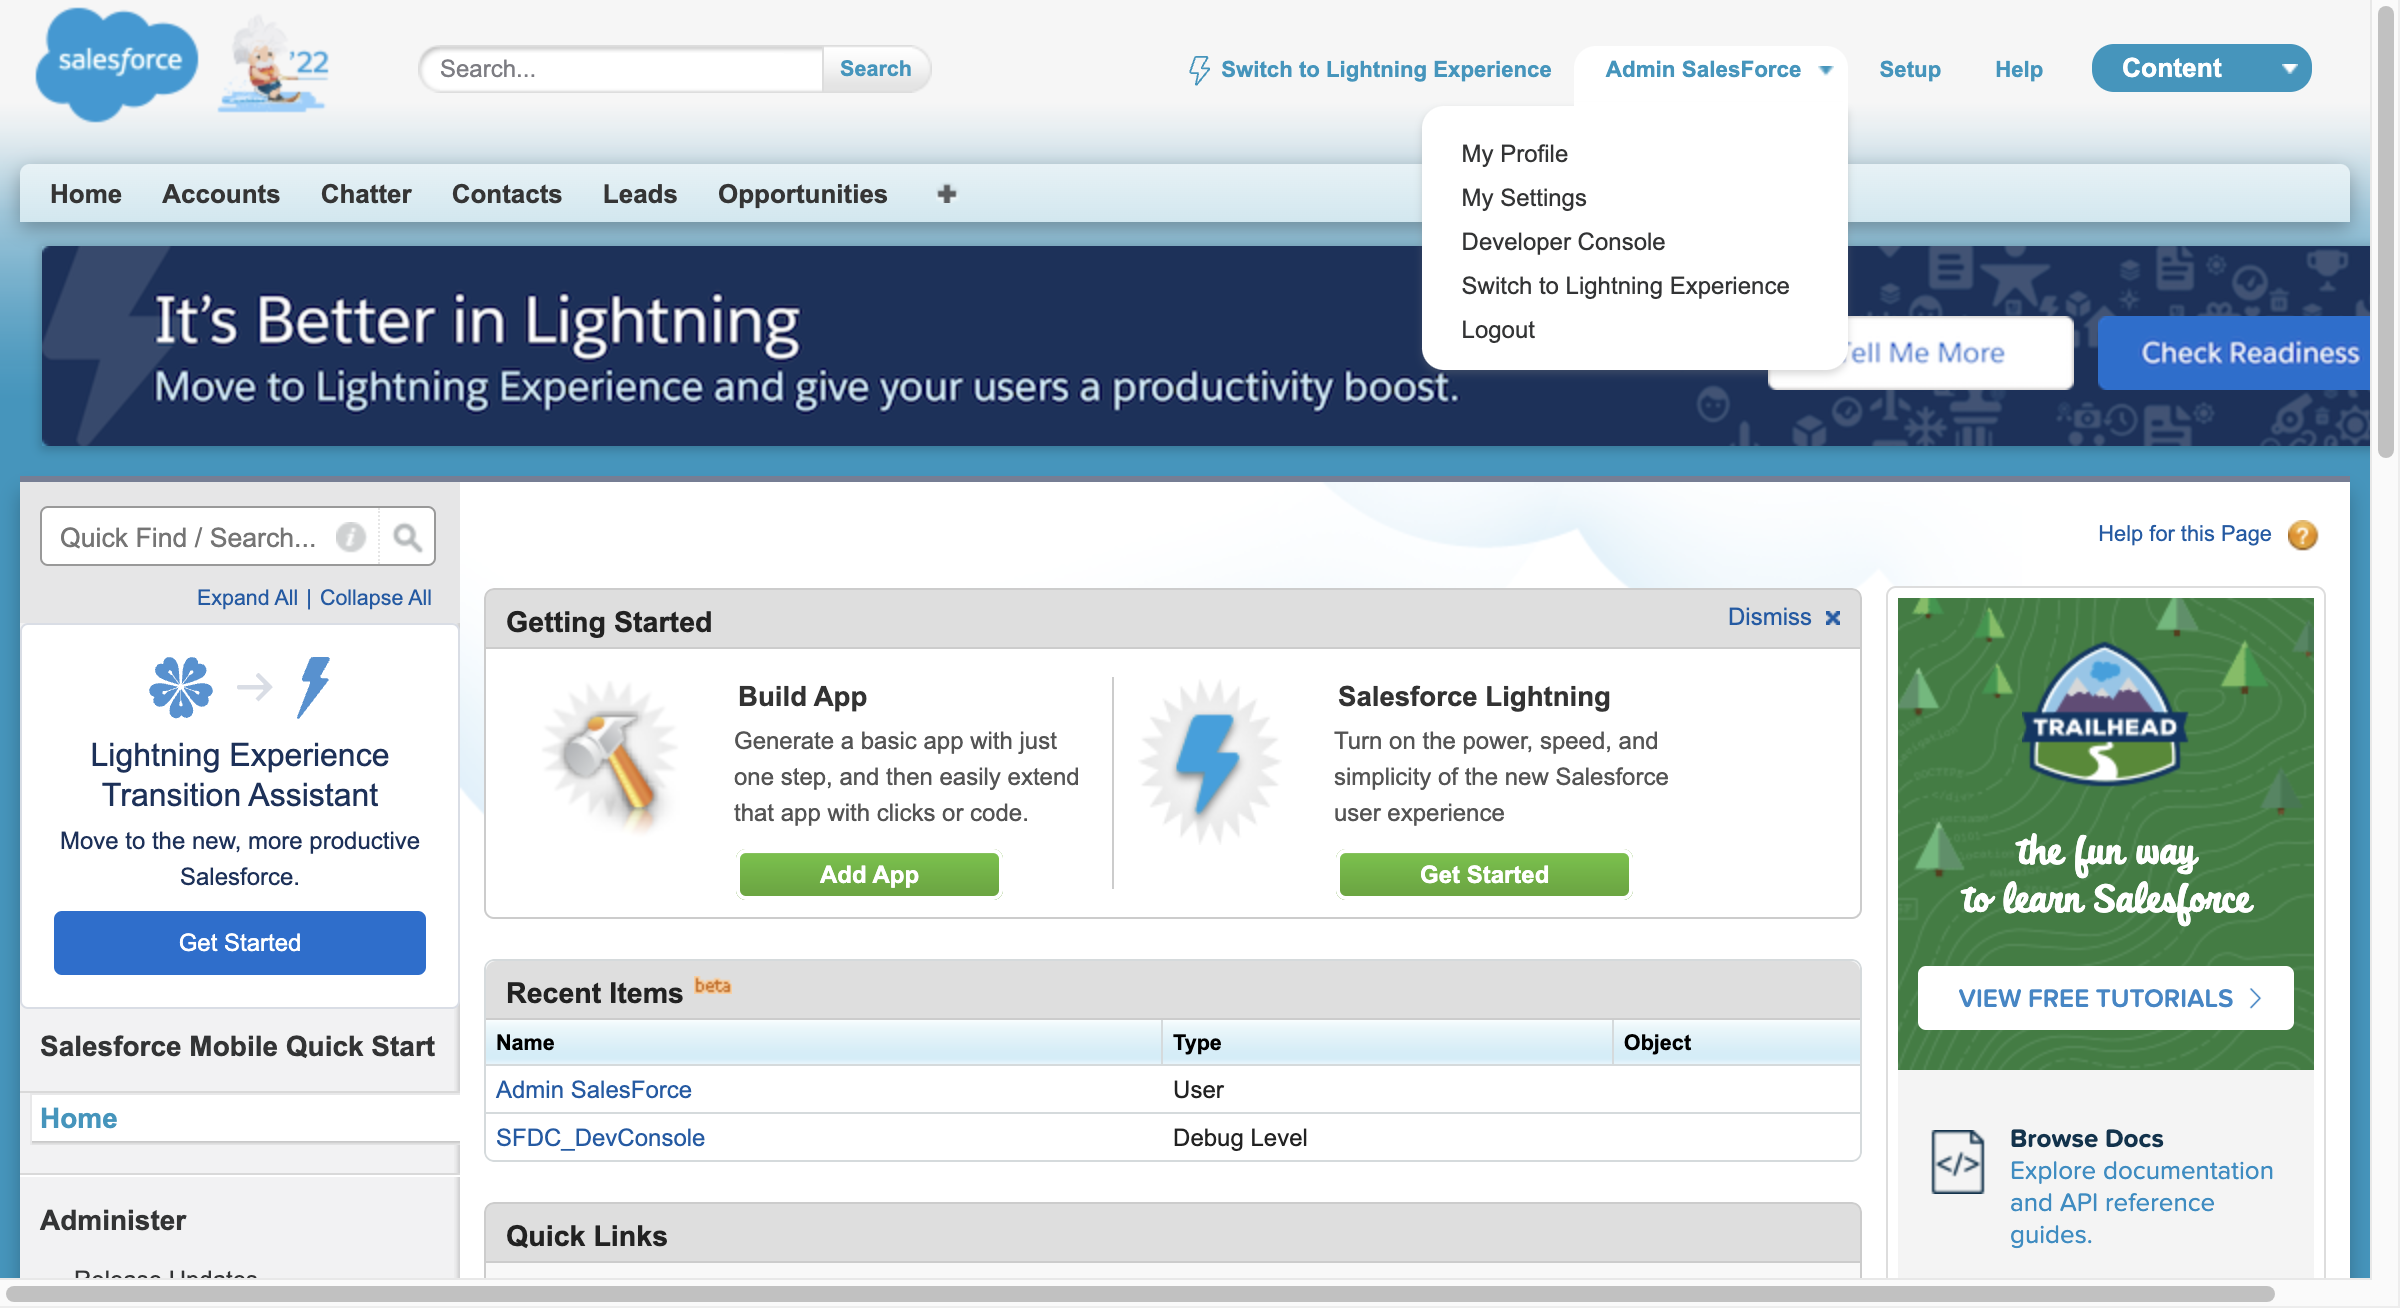 salesforce
'22
Search...
Search
Switch to Lightning Experience
Admin SalesForce
Setup
Help
Content
My Profile
My Settings
Developer Console
Switch to Lightning Experience
Logout
Home
Accounts
Chatter
Contacts
Leads
Opportunities
It's Better in Lightning
Move to Lightning Experience and give your users a productivity boost.
ell Me More
Check Readiness
Quick Find / Search...
Expand All | Collapse All
Lightning Experience
Transition Assistant
Move to the new, more productive
Salesforce.
Get Started
Salesforce Mobile Quick Start
Home
Administer
Release Updates
Help for this Page
Getting Started
Dismiss
Build App
Generate a basic app with just
one step, and then easily extend
that app with clicks or code.
Add App
Salesforce Lightning
Turn on the power, speed, and
simplicity of the new Salesforce
user experience
Get Started
Recent Items beta
Name
Type
Object
Admin SalesForce
User
SFDC_DevConsole
Debug Level
Quick Links
TRAILHEAD
the fun way
to learn Salesforce
VIEW FREE TUTORIALS
Browse Docs
Explore documentation
and API reference
guides.